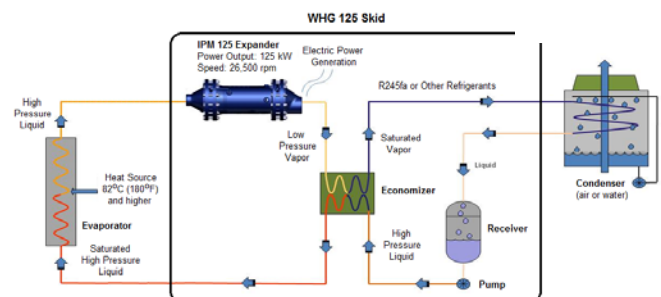 WHG 125 Skid
IPM 125 Expander
Power Output: 125 kW
Speed: 26,500 rpm
Electric Power
Generation
High
Pressure
Liquid
R245fa or Other Refrigerants
Low
Pressure
Vapor
Saturated
Vapor
Liquid
Condenser
(air or water)
Heat Source
82⁰C (180⁰F)
and higher
Evaporator
Economizer
Saturated
High Pressure
Liquid
High
Pressure
Liquid
Receiver
Pump